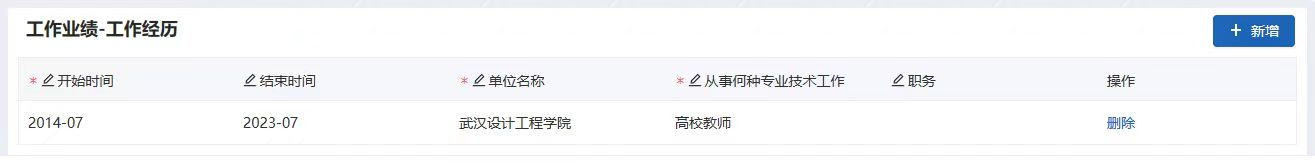 工作业绩-工作经历
+ 新增
* 开始时间 结束时间 * 单位名称 * 从事何种专业技术工作 职务 操作
2014-07 2023-07 武汉设计工程学院 高校教师 删除